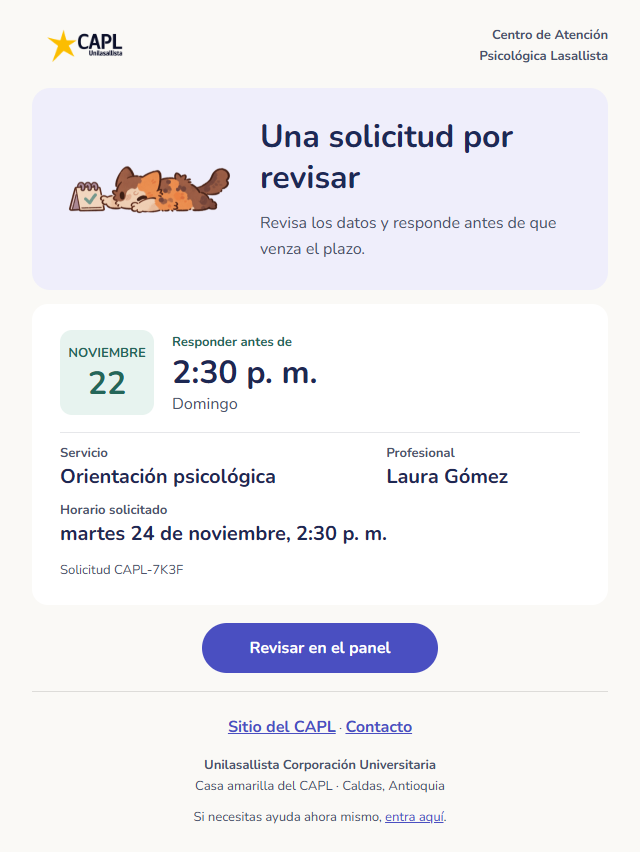 CAPL
Unilasallista
Centro de Atención
Psicológica Lasallista
Una solicitud por
revisar
Revisa los datos y responde antes de que
venza el plazo.
NOVIEMBRE
22
Responder antes de
2:30 p. m.
Domingo
Servicio
Orientación psicológica
Profesional
Laura Gómez
Horario solicitado
martes 24 de noviembre, 2:30 p. m.
Solicitud CAPL-7K3F
Revisar en el panel
Sitio del CAPL · Contacto
Unilasallista Corporación Universitaria
Casa amarilla del CAPL · Caldas, Antioquia
Si necesitas ayuda ahora mismo, entra aquí.